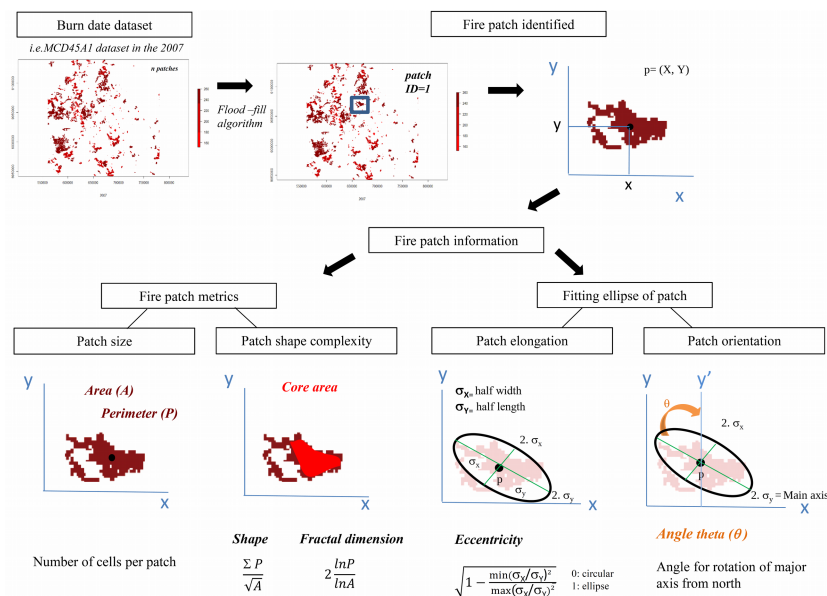 Burn date dataset
Fire patch identified
i.e.MCD45A1 dataset in the 2007
n patches
patch
ID=1
Flood –fill
algorithm
p= (X, Y)
y
y
x
x
2007
2007
Fire patch information
Fire patch metrics
Fitting ellipse of patch
Patch size
Patch shape complexity
Patch elongation
Patch orientation
y
Area (A)
Perimeter (P)
x
y
Core area
x
y
σX= half width
σY= half length
2. σx
σx
p
σy
2. σy
x
y
y’
θ
2. σx
p
2. σy = Main axis
x
Number of cells per patch
Shape
Σ P
√A
Fractal dimension
2 lnP
lnA
Eccentricity
√1 − min(σX/σY)²
max(σX/σY)²
0: circular
1: ellipse
Angle theta (θ)
Angle for rotation of major
axis from north